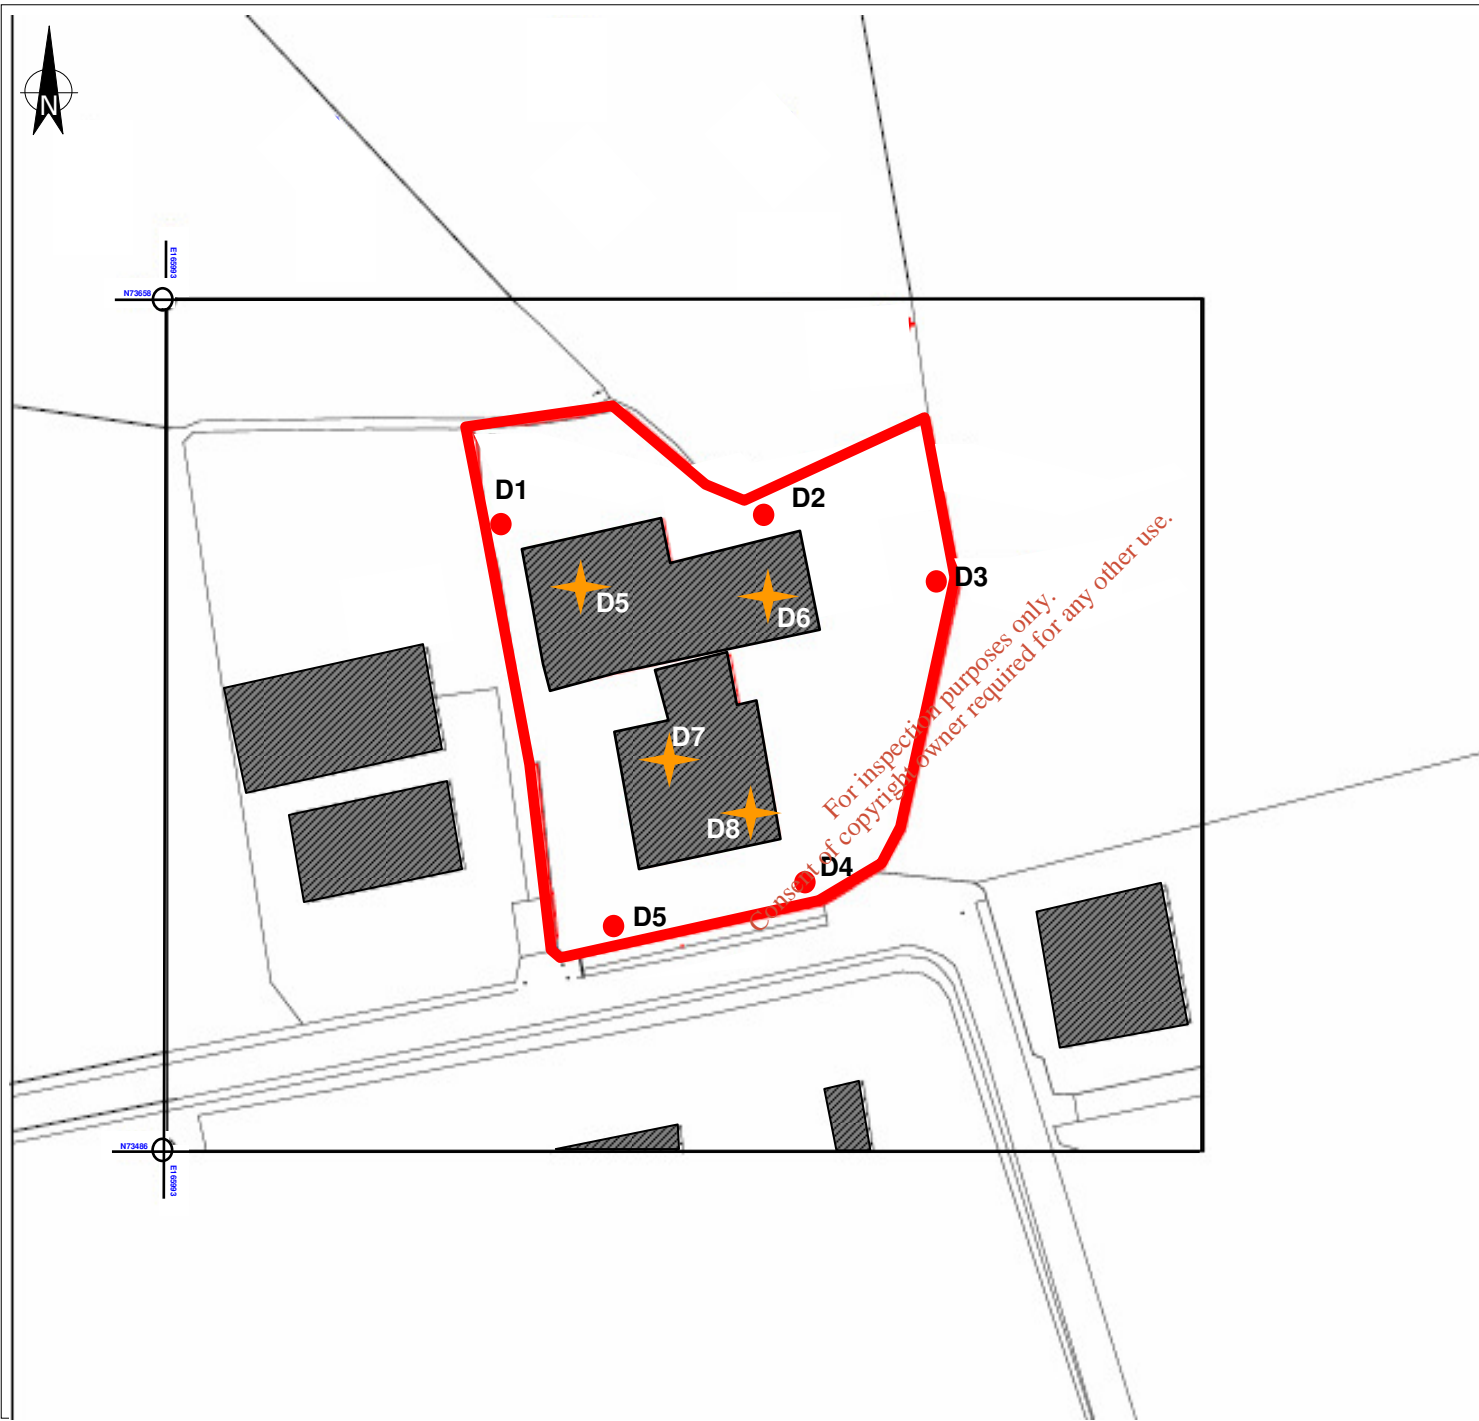 N
E165993
N73658
D1
D2
D3
D5
D6
D7
D8
D4
D5
For inspection purposes only.
Consent of copyright owner required for any other use.
N73486
E165993